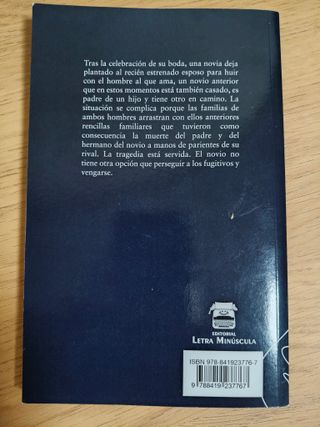 Tras la celebración de su boda, una novia deja
plantado al recién estrenado esposo para huir
con el hombre al que ama, un novio anterior
que en estos momentos está también casado, es
padre de un hijo y tiene otro en camino. La
situación se complica porque las familias de
ambos hombres arrastran con ellos anteriores
rencillas familiares que tuvieron como
consecuencia la muerte del padre y del
hermano del novio a manos de parientes de su
rival. La tragedia está servida. El novio no
tiene otra opción que perseguir a los fugitivos y
vengarse.
EDITORIAL
LETRA MINÚSCULA
ISBN 978-841923776-7
9 788419 237767